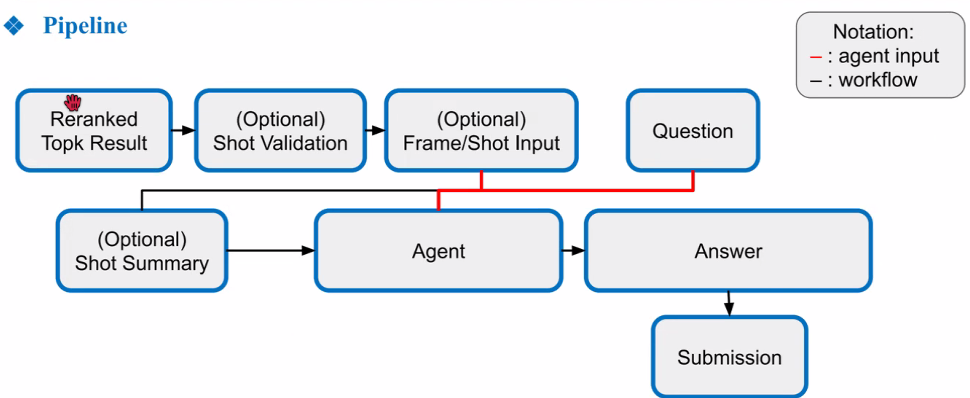 Pipeline
Notation:
– : agent input
– : workflow
Reranked
Topk Result
(Optional)
Shot Validation
(Optional)
Frame/Shot Input
Question
(Optional)
Shot Summary
Agent
Answer
Submission